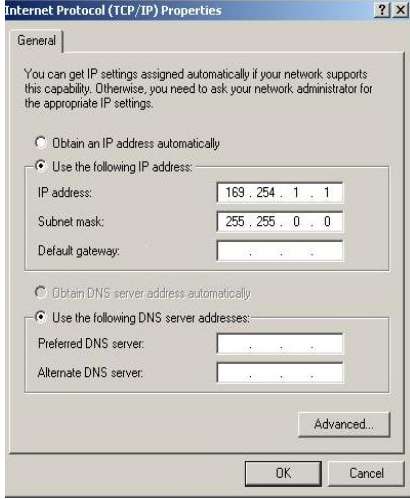 Internet Protocol (TCP/IP) Properties
General
You can get IP settings assigned automatically if your network supports
this capability. Otherwise, you need to ask your network administrator for
the appropriate IP settings.
Obtain an IP address automatically
Use the following IP address:
IP address: 169 . 254 . 1 . 1
Subnet mask: 255 . 255 . 0 . 0
Default gateway: . . .
Obtain DNS server address automatically
Use the following DNS server addresses:
Preferred DNS server: . . .
Alternate DNS server: . . .
Advanced...
OK Cancel